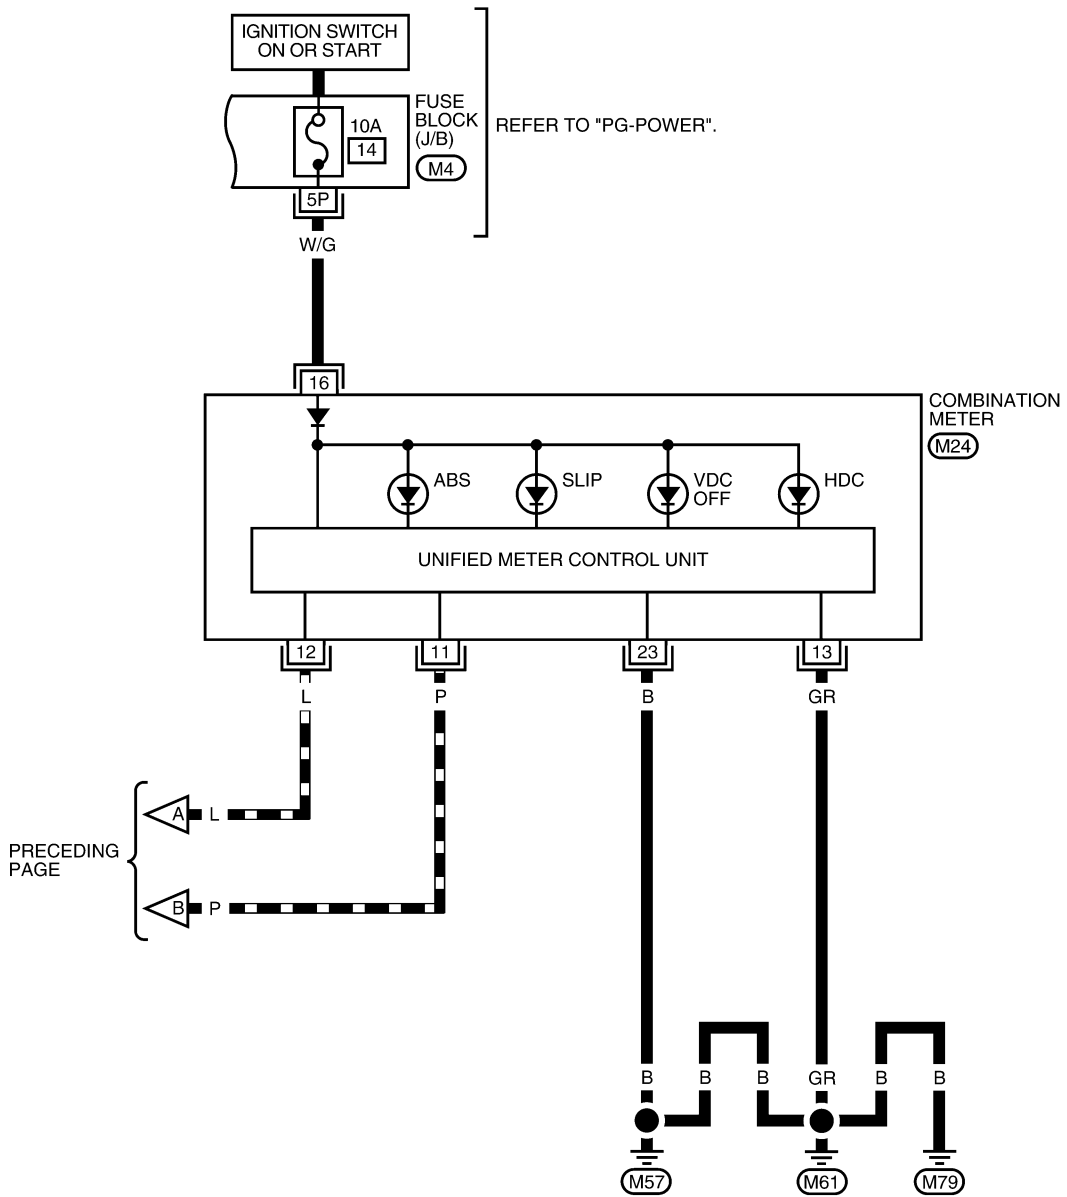 IGNITION SWITCH
ON OR START
FUSE
BLOCK
(J/B)
M4
10A
14
REFER TO "PG-POWER".
5P
W/G
16
COMBINATION
METER
M24
ABS
SLIP
VDC
OFF
HDC
UNIFIED METER CONTROL UNIT
12
11
23
13
L
P
B
GR
A
L
PRECEDING
PAGE
B
P
B
B
B
GR
B
B
M57
M61
M79